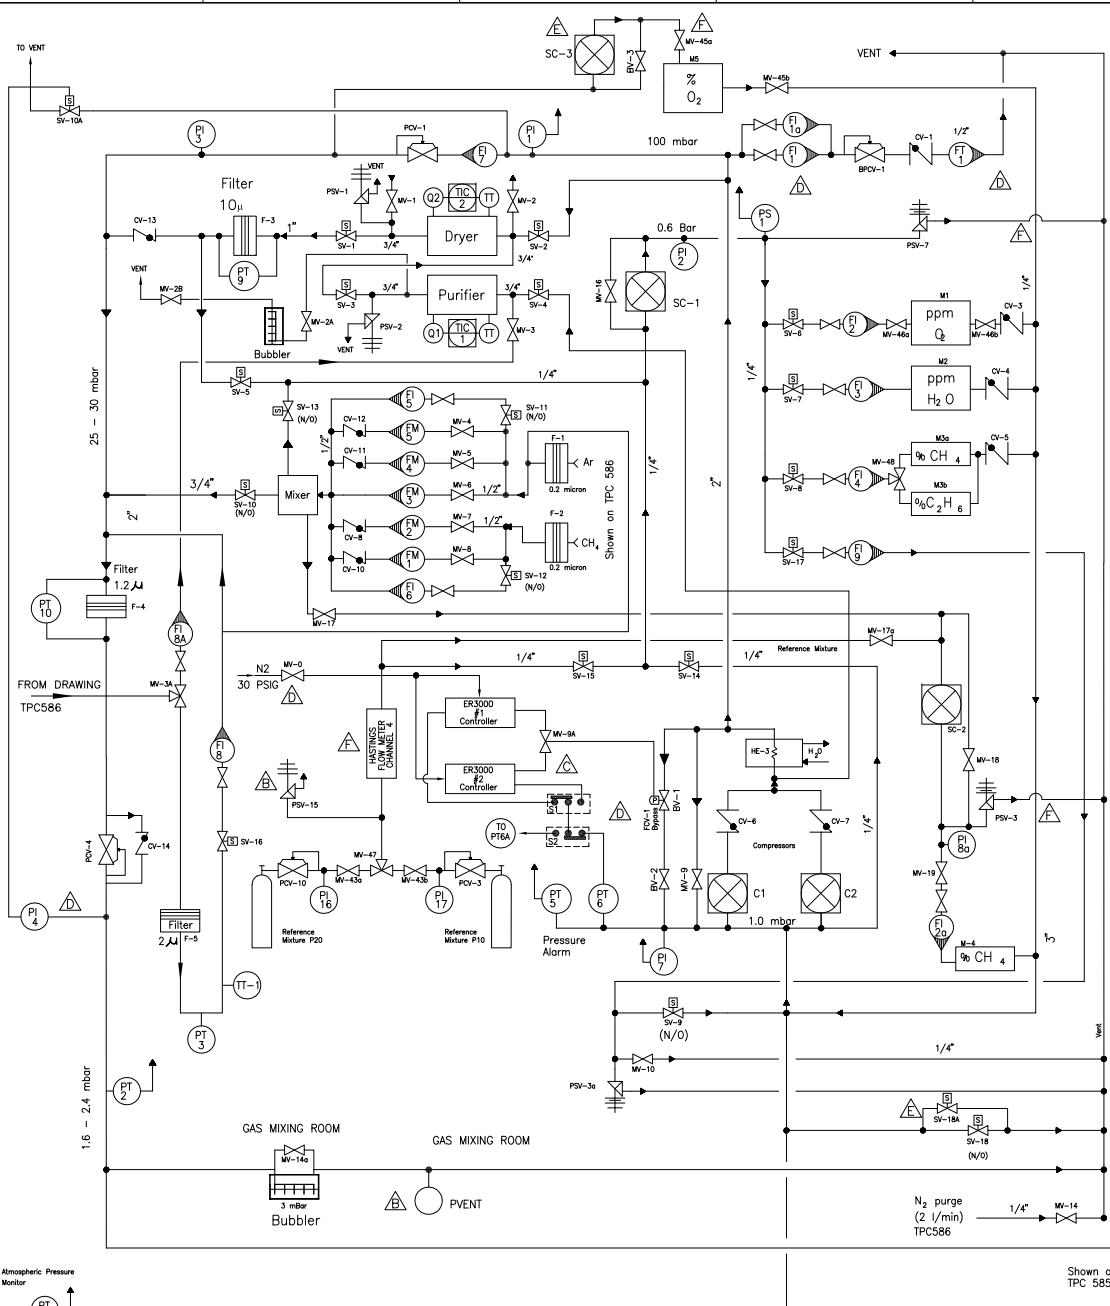 TO VENT
E
SC-3
F
MV-45a
BV-3
M5
%
O2
MV-45b
VENT
S
SV-10A
PI
3
PCV-1
FI
7
PI
1
100 mbar
FI
1a
FI
1
BPCV-1
CV-1
1/2"
FT
1
D
D
Filter
10μ
F-3
CV-13
1"
S
SV-1
PSV-1
VENT
MV-1
3/4"
Q2
TIC
2
TT
Dryer
MV-2
S
SV-2
3/4"
PT
9
VENT
MV-2B
Bubbler
MV-2A
S
SV-3
3/4"
PSV-2
VENT
Purifier
3/4"
S
SV-4
Q1
TIC
1
TT
MV-3
0.6 Bar
PI
2
MV-16
SC-1
PS
1
PSV-7
F
1/4"
S
SV-6
FI
2
MV-46a
M1
ppm
O2
MV-46b
CV-3
1/4"
S
SV-7
FI
3
M2
ppm
H2O
CV-4
S
SV-8
FI
4
MV-48
M3a
% CH 4
M3b
%C2H 6
CV-5
S
SV-17
FI
9
25 - 30 mbar
S
SV-5
1/4"
S
SV-13
(N/O)
FI
5
S
SV-11
(N/O)
CV-12
FM
5
MV-4
1/2"
CV-11
FM
4
MV-5
F-1
Ar
0.2 micron
3/4"
S
SV-10
(N/O)
Mixer
FM
3
MV-6
1/2"
CV-8
FM
2
MV-7
1/2"
F-2
CH4
0.2 micron
CV-10
FM
1
MV-8
S
SV-12
(N/O)
FI
6
Shown on TPC 586
1/4"
2"
2"
MV-17
Filter
1.2μ
F-4
PT
10
FI
8A
MV-3A
FROM DRAWING
TPC586
N2
30 PSIG
MV-0
D
1/4"
S
SV-15
S
SV-14
1/4"
Reference Mixture
MV-17a
ER3000
#1
Controller
ER3000
#2
Controller
MV-9A
C
HASTINGS
FLOW METER
CHANNEL 4
F
FI
8
B
PSV-15
S
SV-16
S1
S2
TO
PT6A
D
FCV-1
Bypass
P
BV-1
HE-3
H2O
CV-6
CV-7
Compressors
1/4"
SC-2
MV-18
PSV-3
F
PI
8a
MV-19
FI
2a
M-4
% CH 4
3"
PCV-4
CV-14
D
PI
4
PCV-10
PI
16
MV-43a
MV-47
MV-43b
PI
17
PCV-3
Reference
Mixture P20
Reference
Mixture P10
PT
5
PT
6
Pressure
Alarm
BV-2
MV-9
C1
C2
1.0 mbar
PI
7
Filter
2μ
F-5
TT-1
PT
3
S
SV-9
(N/O)
MV-10
1/4"
Vent
PSV-3a
PT
2
1.6 - 2.4 mbar
E
S
SV-18A
S
SV-18
(N/O)
GAS MIXING ROOM
GAS MIXING ROOM
MV-14a
3 mBar
Bubbler
B
PVENT
N2 purge
(2 l/min)
TPC586
1/4"
MV-14
Atmospheric Pressure
Monitor
PT
Shown o
TPC 585